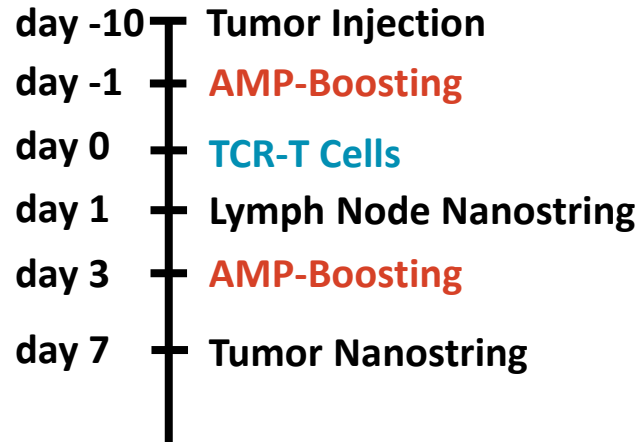 day -10 Tumor Injection
day -1 AMP-Boosting
day 0 TCR-T Cells
day 1 Lymph Node Nanostring
day 3 AMP-Boosting
day 7 Tumor Nanostring